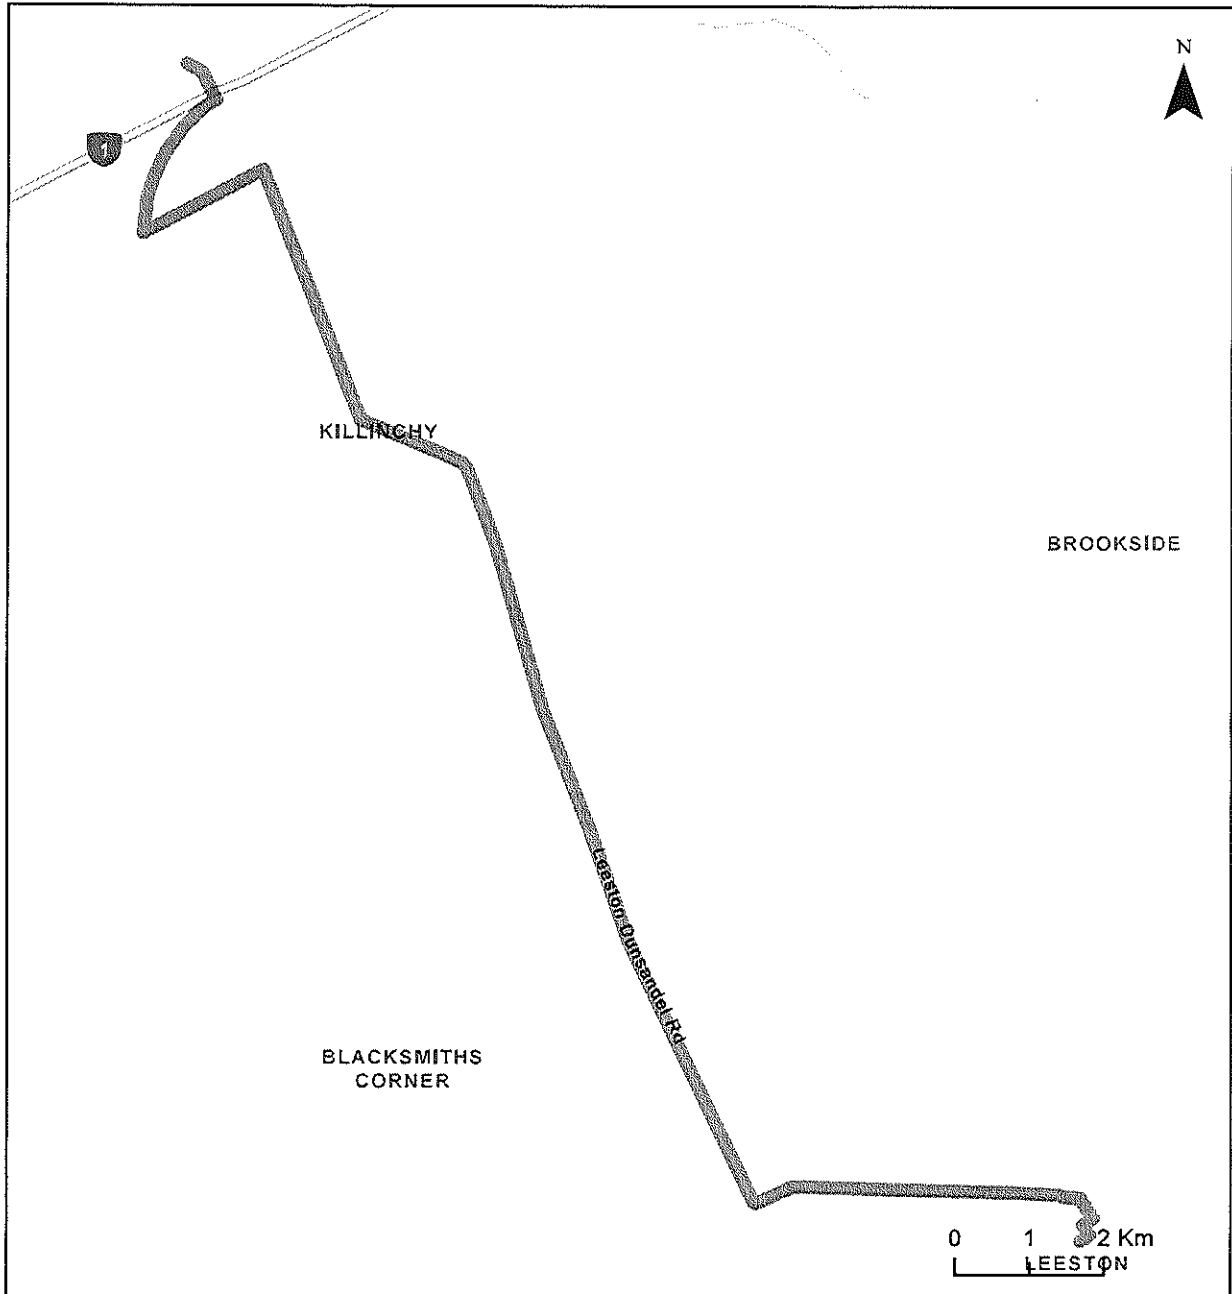 N
1
KILLINCHY
BROOKSIDE
Leeston Dunsandel Rd
BLACKSMITHS
CORNER
0 1 2 Km
LEESTON